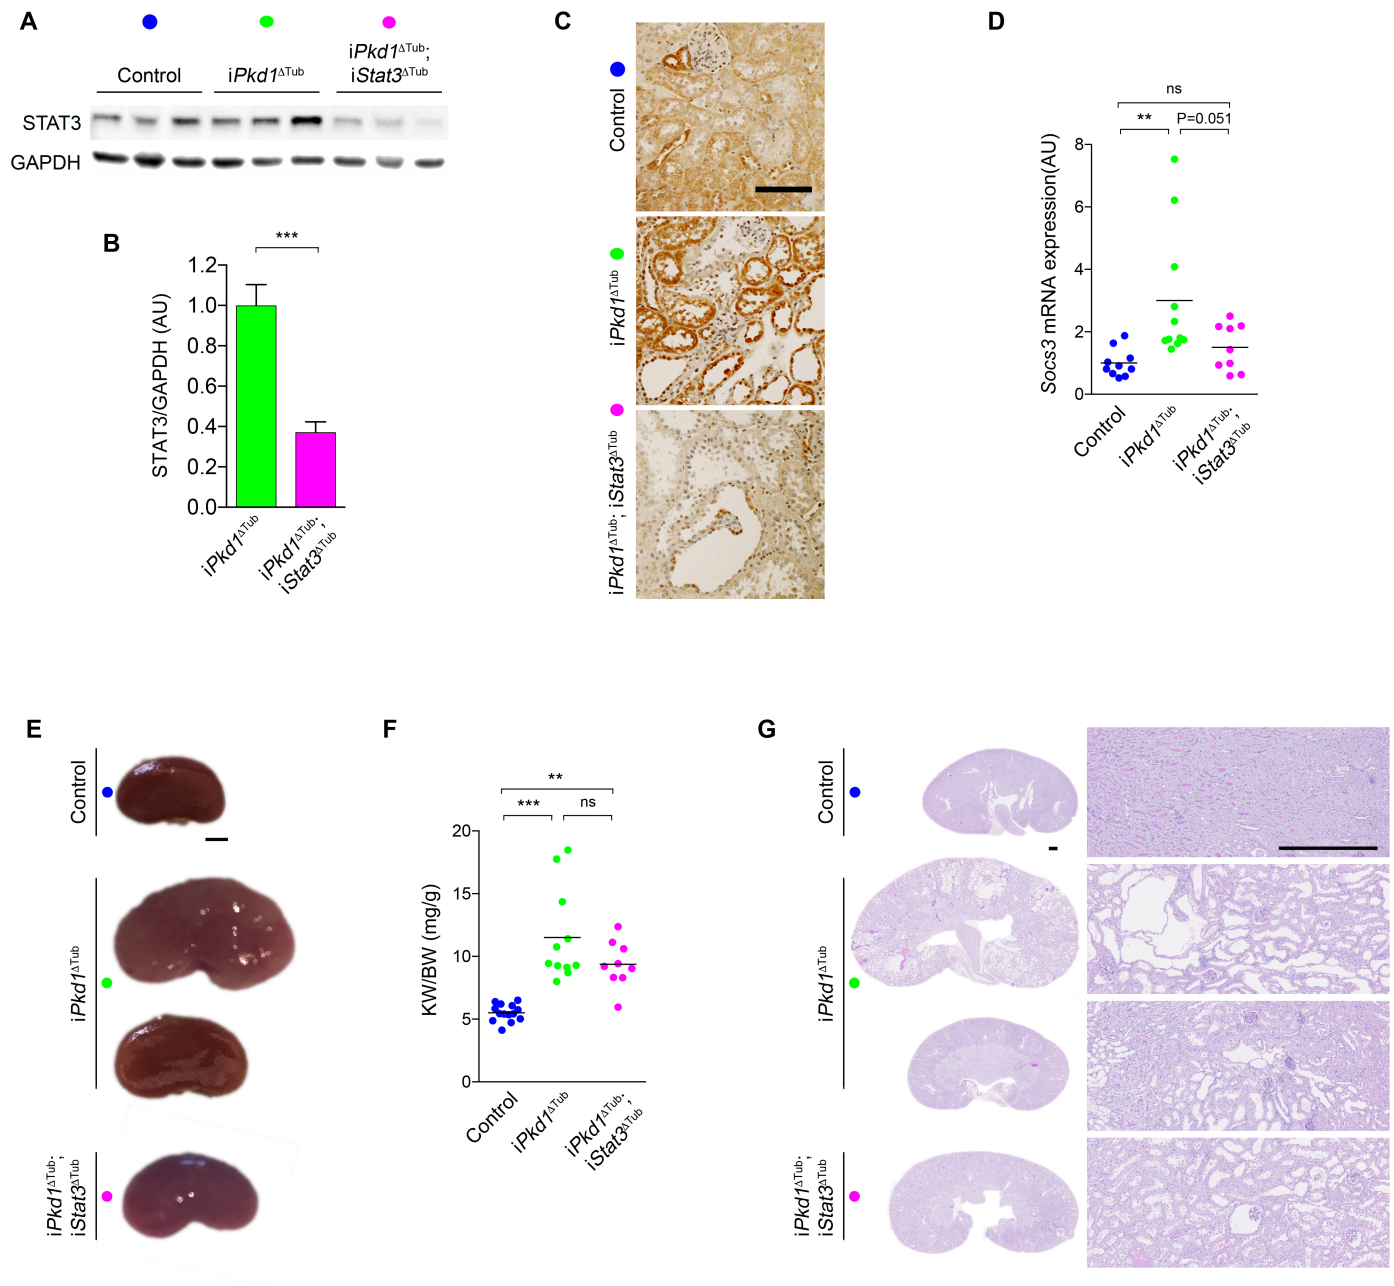 A
Control
iPkd1ΔTub
iPkd1ΔTub;
iStat3ΔTub
STAT3
GAPDH
B
***
STAT3/GAPDH (AU)
1.2
1.0
0.8
0.6
0.4
0.2
0.0
iPkd1ΔTub
iPkd1ΔTub;
iStat3ΔTub
C
Control
iPkd1ΔTub
iPkd1ΔTub; iStat3ΔTub
D
ns
**
P=0.051
Socs3 mRNA expression(AU)
8
6
4
2
0
Control
iPkd1ΔTub
iPkd1ΔTub;
iStat3ΔTub
E
Control
iPkd1ΔTub
iPkd1ΔTub;
iStat3ΔTub
F
**
***
ns
KW/BW (mg/g)
20
15
10
5
0
Control
iPkd1ΔTub
iPkd1ΔTub;
iStat3ΔTub
G
Control
iPkd1ΔTub
iPkd1ΔTub;
iStat3ΔTub